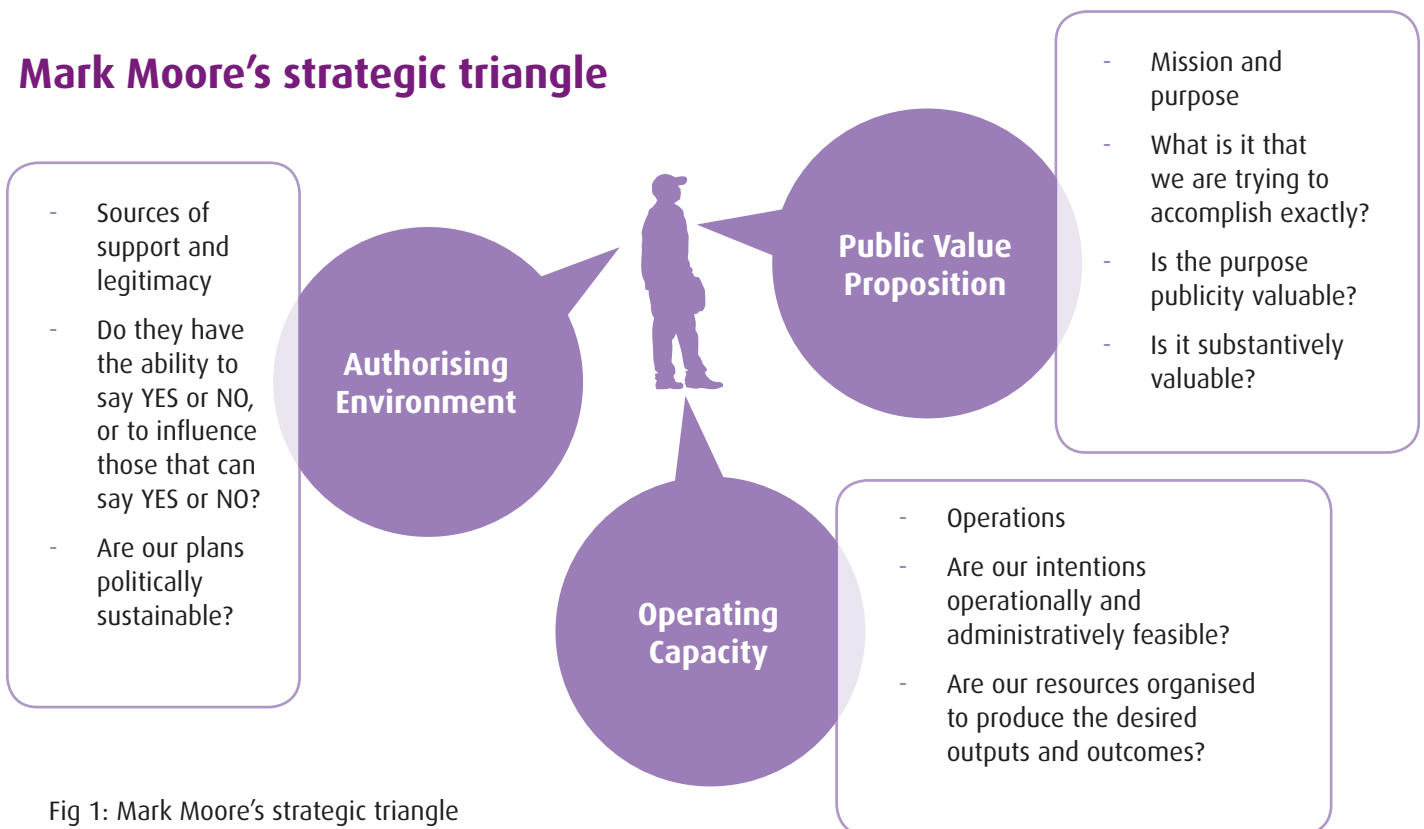 Mark Moore's strategic triangle
- Sources of
support and
legitimacy
- Do they have
the ability to
say YES or NO,
or to influence
those that can
say YES or NO?
- Are our plans
politically
sustainable?
Authorising
Environment
Public Value
Proposition
- Mission and
purpose
- What is it that
we are trying to
accomplish exactly?
- Is the purpose
publicity valuable?
- Is it substantively
valuable?
Operating
Capacity
- Operations
- Are our intentions
operationally and
administratively feasible?
- Are our resources organised
to produce the desired
outputs and outcomes?
Fig 1: Mark Moore's strategic triangle